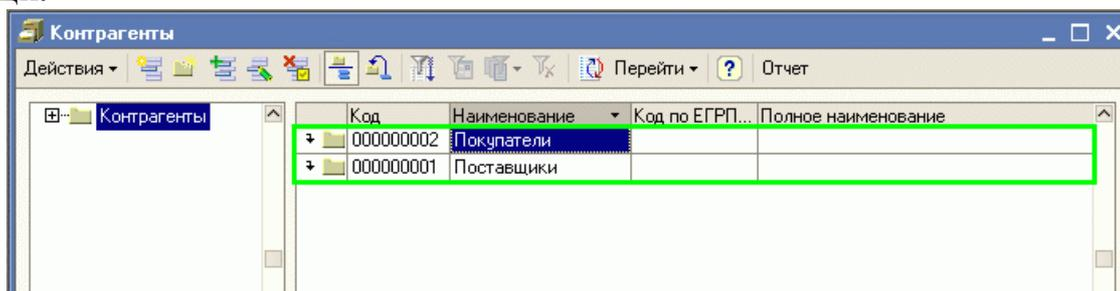 Контрагенты
Действия Перейти ? Отчет
Контрагенты
Код Наименование Код по ЕГРП... Полное наименование
000000002 Покупатели
000000001 Поставщики